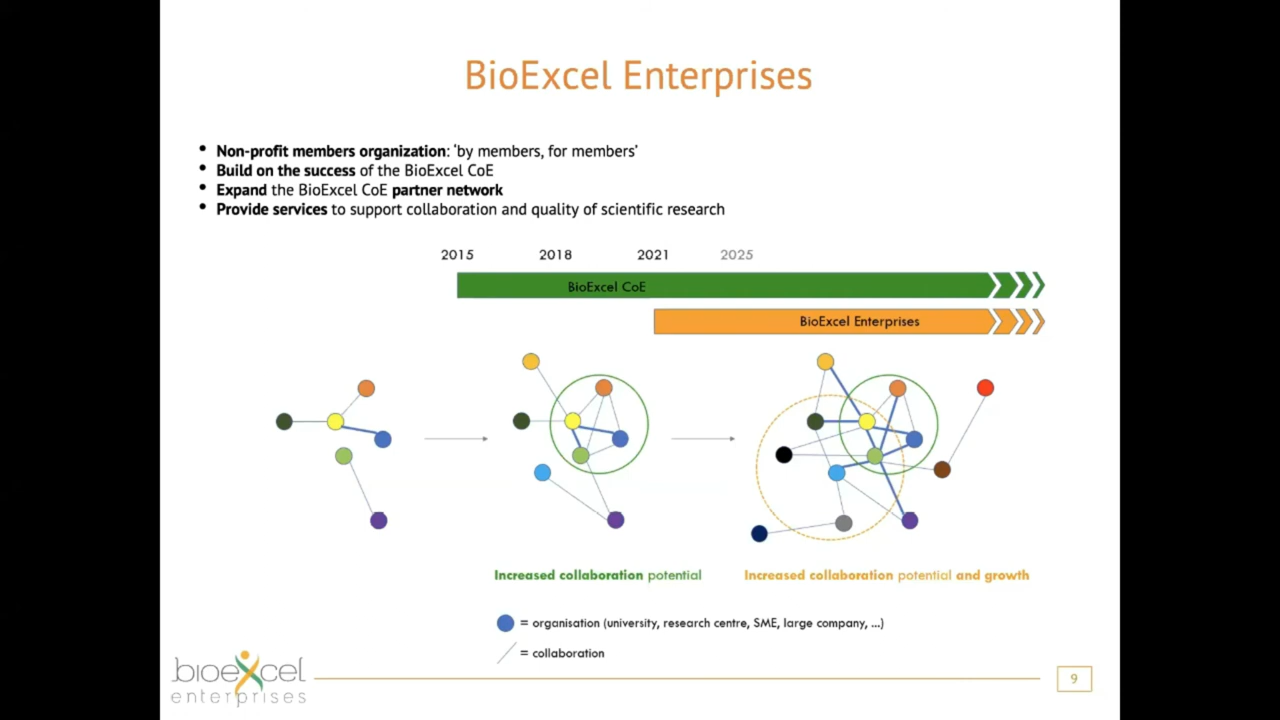 BioExcel Enterprises
• Non-profit members organization: ‘by members, for members’
• Build on the success of the BioExcel CoE
• Expand the BioExcel CoE partner network
• Provide services to support collaboration and quality of scientific research
2015 2018 2021 2025
BioExcel CoE
BioExcel Enterprises
Increased collaboration potential
Increased collaboration potential and growth
= organisation (university, research centre, SME, large company, ...)
= collaboration
bioexcel
enterprises
9